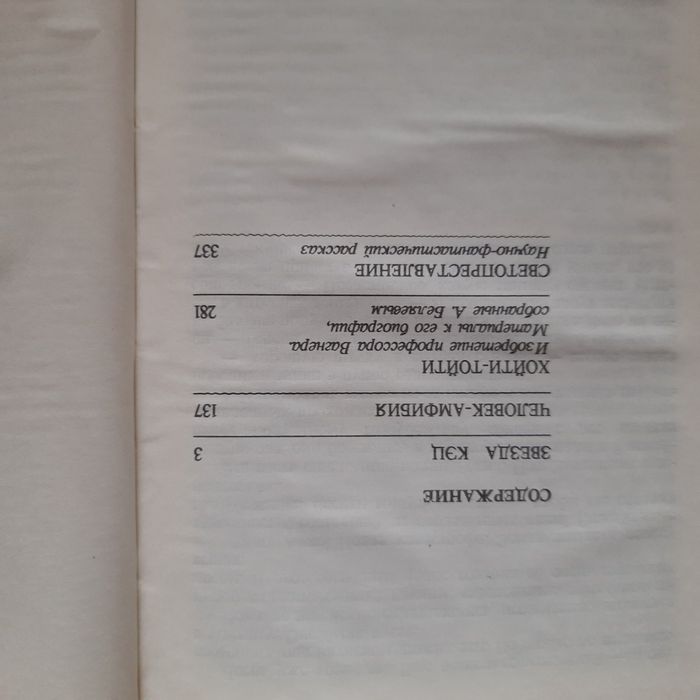 СОДЕРЖАНИЕ
ЗВЕЗДА КЭЦ 3
ЧЕЛОВЕК-АМФИБИЯ 137
ХОЙТИ-ТОЙТИ
Изобретение профессора Вагнера.
Материалы к его биографии,
собранные А. Беляевым 281
СВЕТОПРЕСТАВЛЕНИЕ
Научно-фантастический рассказ 337